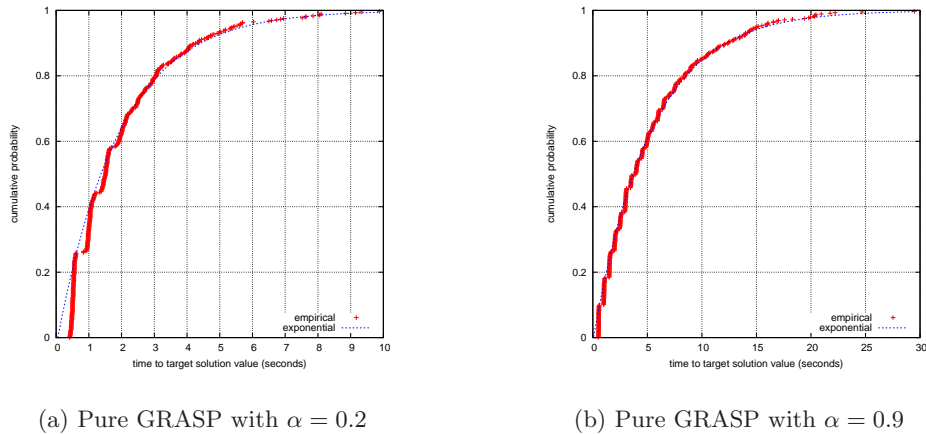 1
0.8
0.6
0.4
0.2
0
cumulative probability
0 1 2 3 4 5 6 7 8 9 10
time to target solution value (seconds)
empirical
exponential
(a) Pure GRASP with α = 0.2
1
0.8
0.6
0.4
0.2
0
cumulative probability
0 5 10 15 20 25 30
time to target solution value (seconds)
empirical
exponential
(b) Pure GRASP with α = 0.9